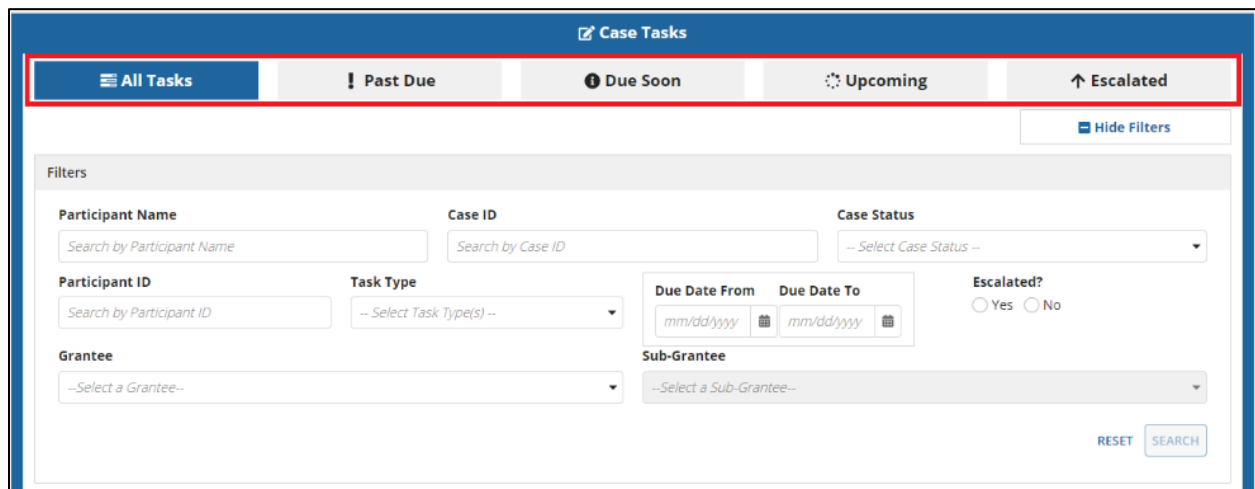 Case Tasks
All Tasks Past Due Due Soon Upcoming Escalated
Hide Filters
Filters
Participant Name Case ID Case Status
Search by Participant Name Search by Case ID -- Select Case Status --
Participant ID Task Type Due Date From Due Date To Escalated?
Search by Participant ID -- Select Task Type(s) -- mm/dd/yyyy mm/dd/yyyy Yes No
Grantee Sub-Grantee
--Select a Grantee-- --Select a Sub-Grantee--
RESET SEARCH